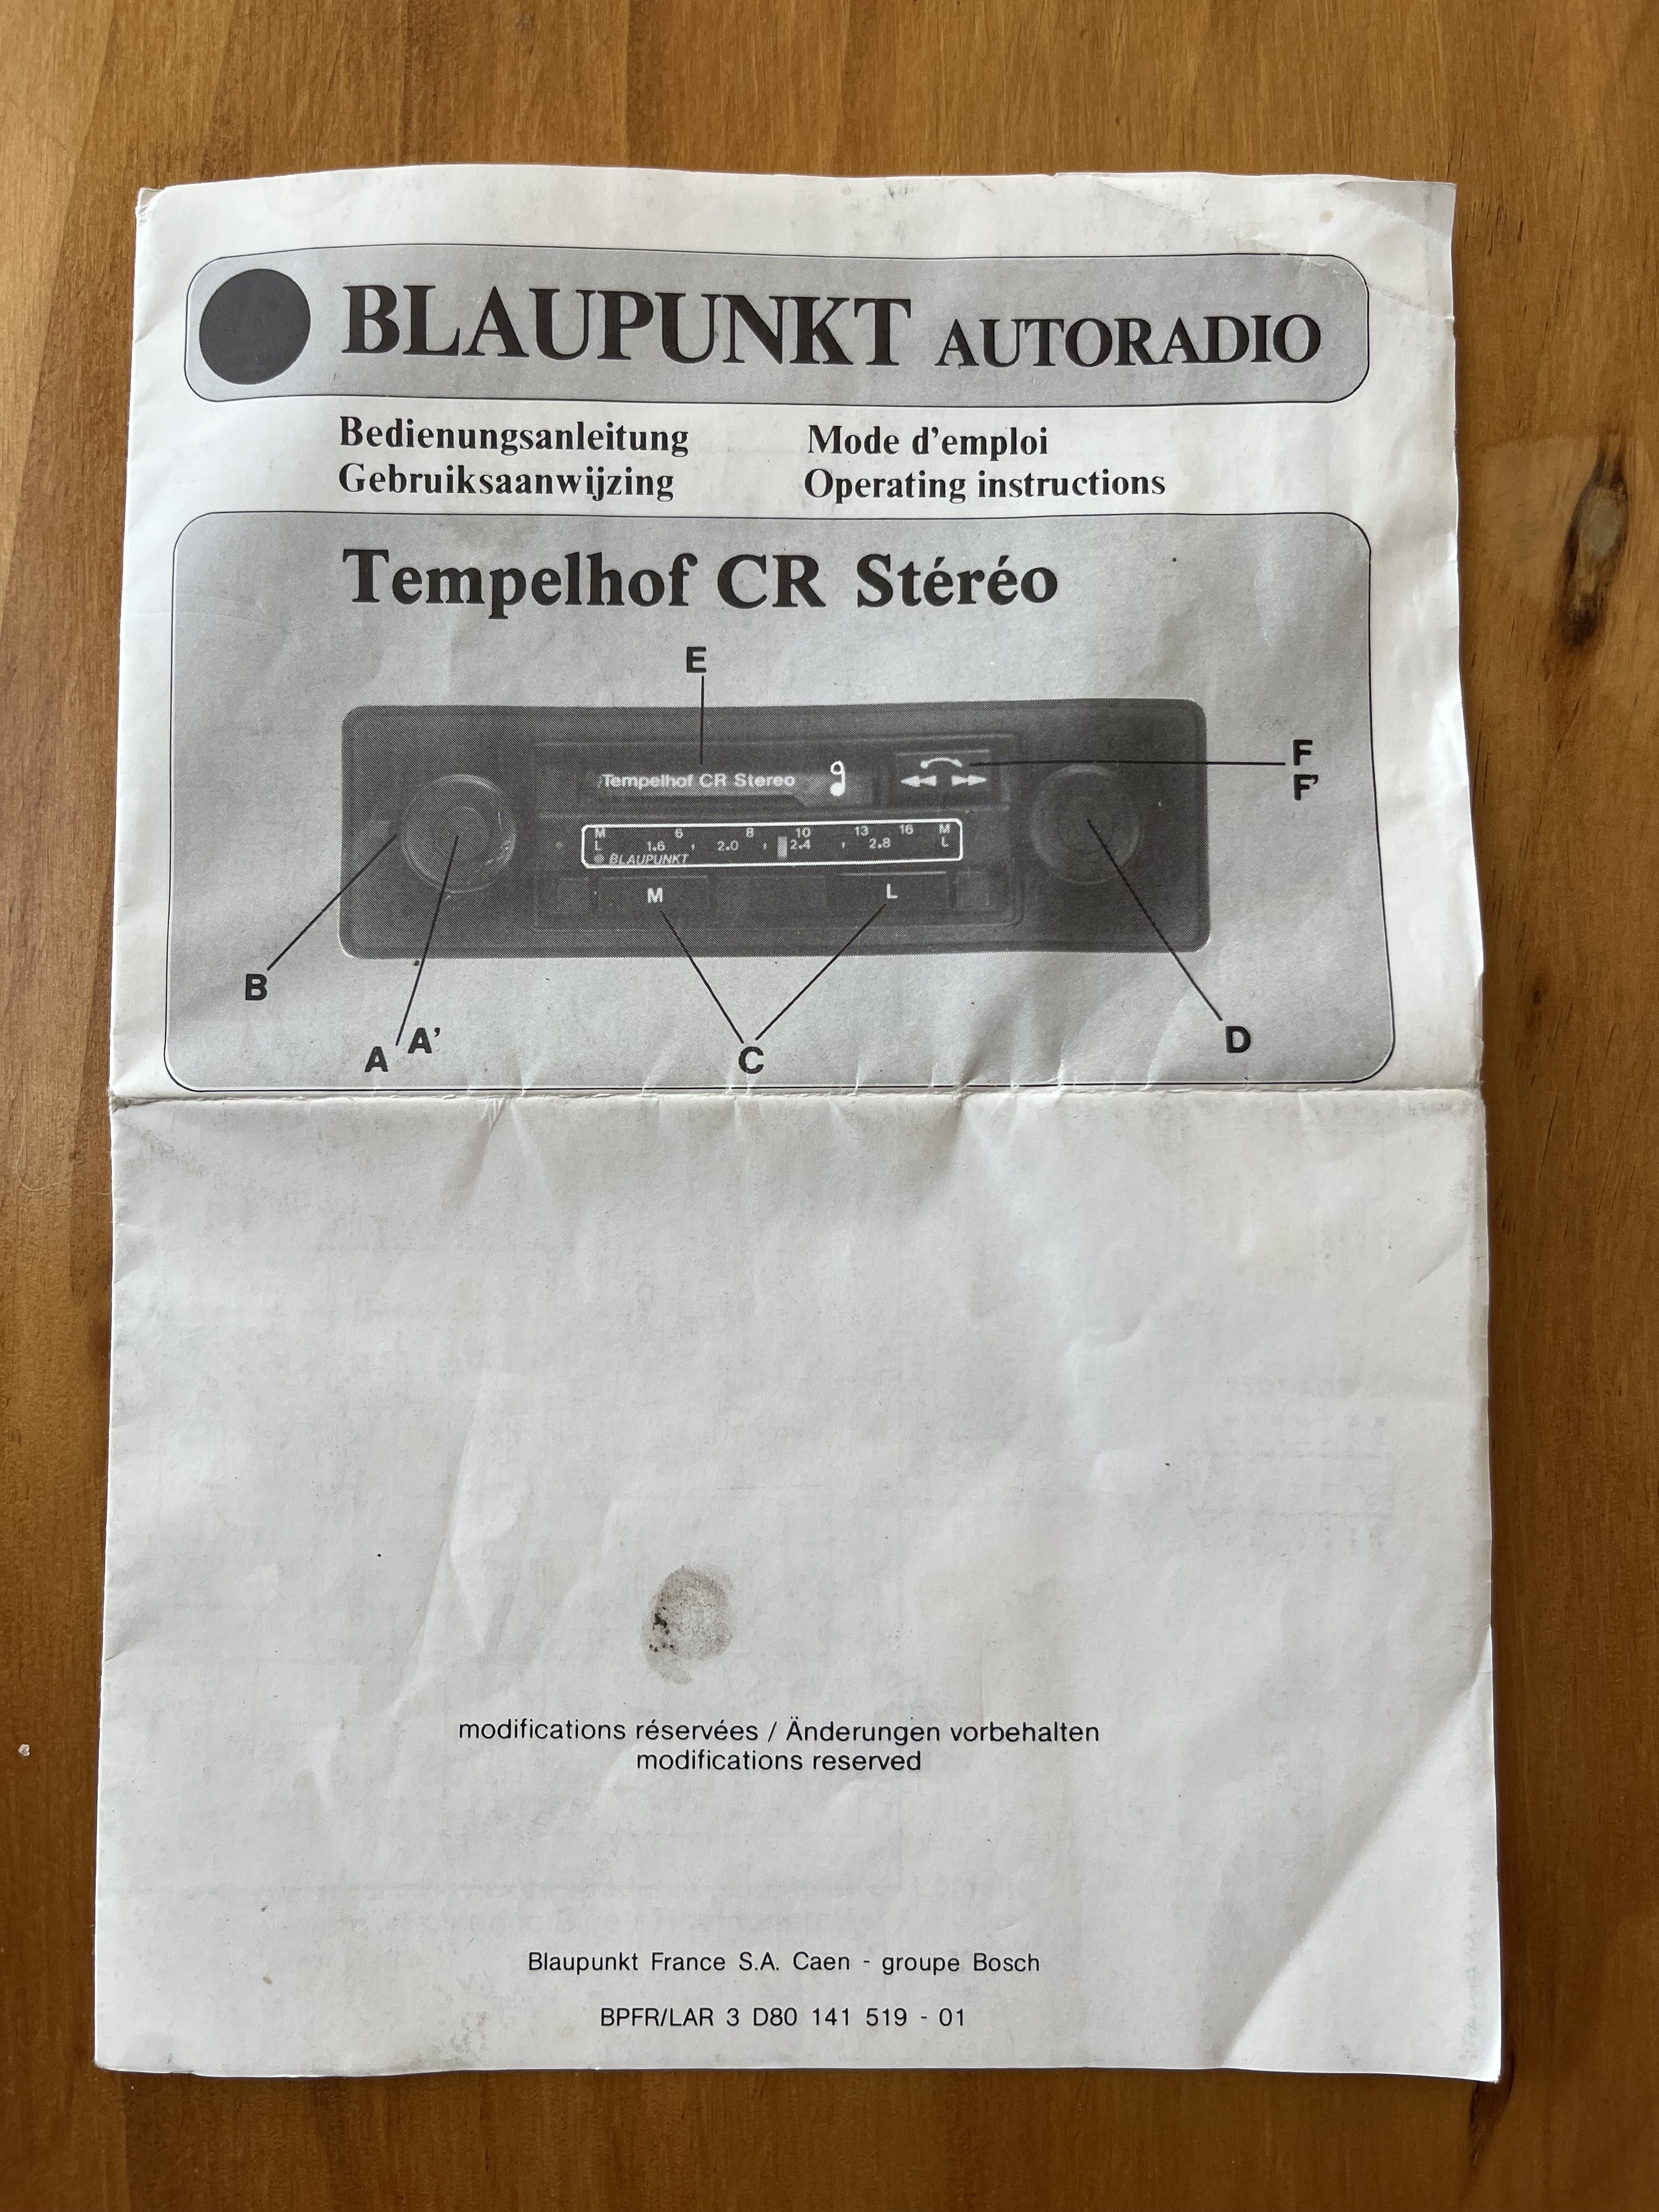 BLAUPUNKT AUTORADIO
Bedienungsanleitung Mode d'emploi
Gebruiksaanwijzing Operating instructions
Tempelhof CR Stéréo
E
F
F'
Tempelhof CR Stereo
M 6 8 10 13 16 M
L 1.6 2.0 2.4 2.8 L
BLAUPUNKT
M L
B
A A'
C
D
modifications réservées / Änderungen vorbehalten
modifications reserved
Blaupunkt France S.A. Caen - groupe Bosch
BPFR/LAR 3 D80 141 519 - 01